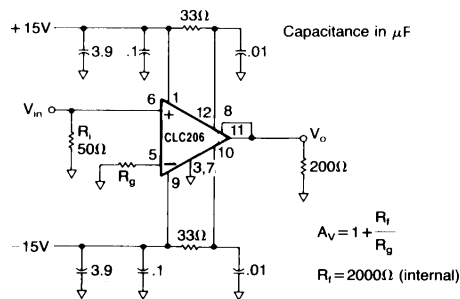 33Ω
+15V
Capacitance in μF
3.9
.1
.01
1
12
8
6
V_in
+
CLC206
11
V_o
R_i
50Ω
5
−
10
3,7
200Ω
R_g
9
A_V = 1 + R_f / R_g
33Ω
−15V
R_f = 2000Ω (internal)
3.9
.1
.01